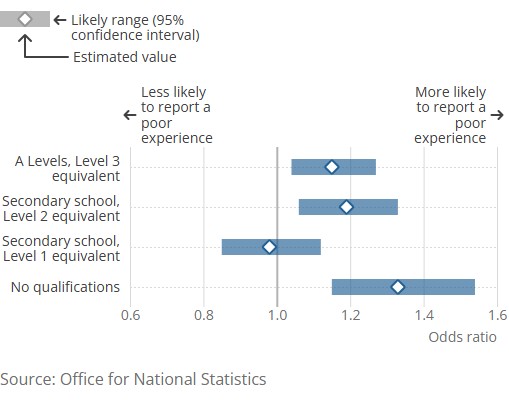 Likely range (95%
confidence interval)
Estimated value
Less likely
to report a
poor
experience
More likely
to report a
poor
experience
A Levels, Level 3
equivalent
Secondary school,
Level 2 equivalent
Secondary school,
Level 1 equivalent
No qualifications
0.6 0.8 1.0 1.2 1.4 1.6
Odds ratio
Source: Office for National Statistics